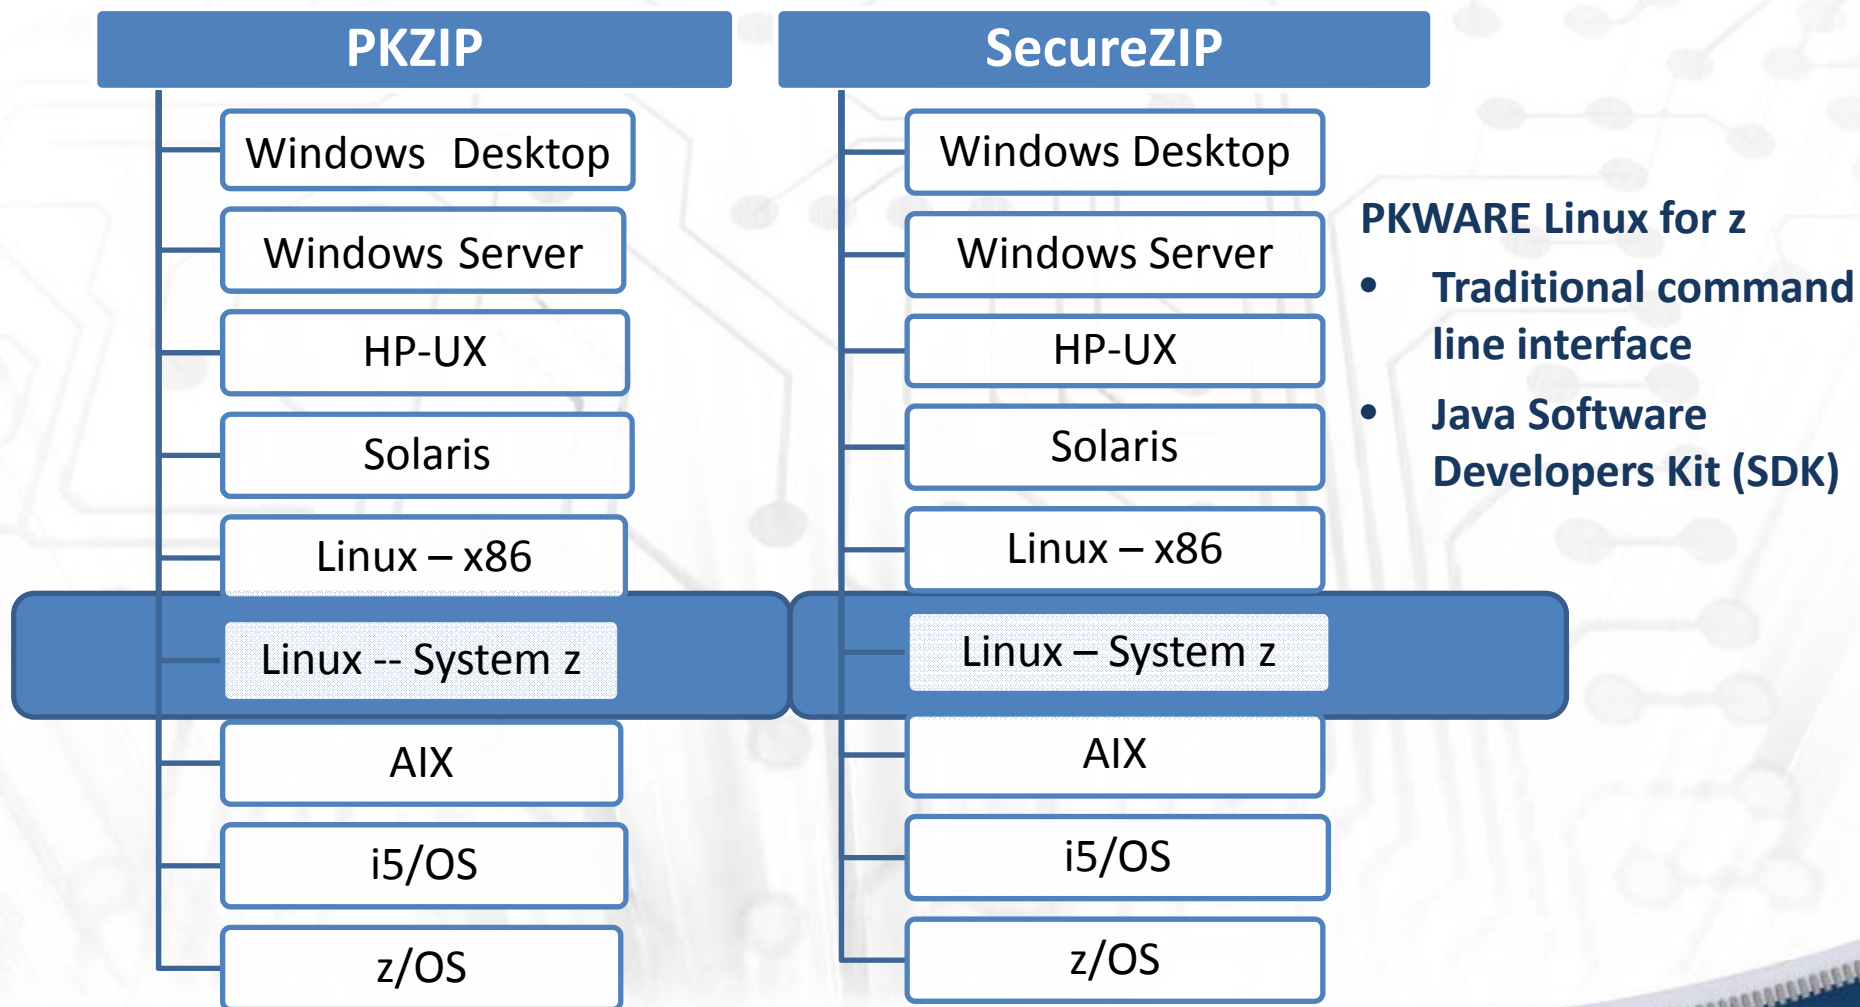 PKZIP
Windows Desktop
Windows Server
HP-UX
Solaris
Linux – x86
Linux -- System z
AIX
i5/OS
z/OS
SecureZIP
Windows Desktop
Windows Server
HP-UX
Solaris
Linux – x86
Linux – System z
AIX
i5/OS
z/OS
PKWARE Linux for z
• Traditional command
line interface
• Java Software
Developers Kit (SDK)